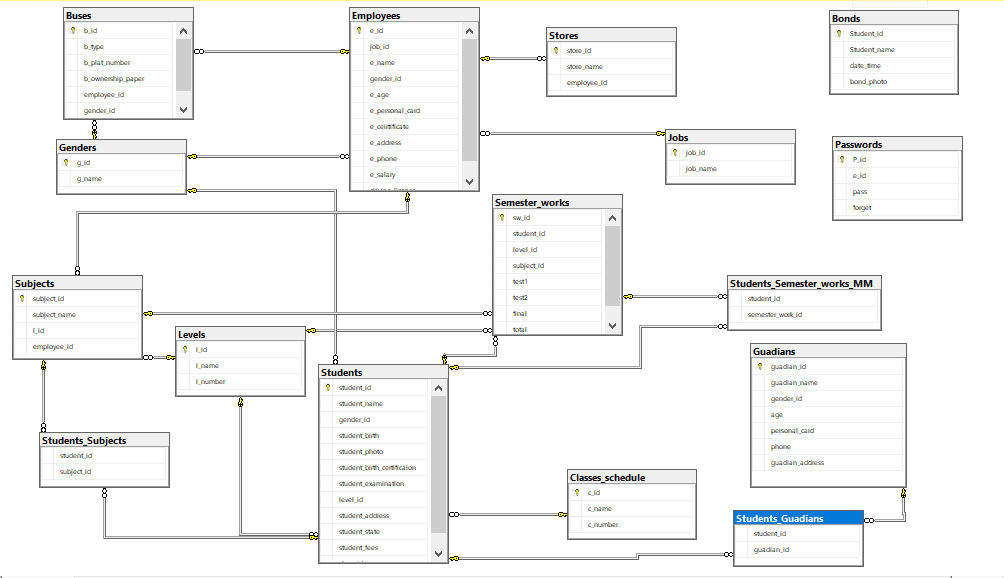 Buses
b_id
b_type
b_plat_number
b_ownership_paper
employee_id
gender_id
Employees
e_id
job_id
e_name
gender_id
e_age
e_personal_card
e_ceintificate
e_address
e_phone
e_salary
Stores
store_id
store_name
employee_id
Bonds
Student_id
Student_name
date_time
bond_photo
Genders
g_id
g_name
Jobs
job_id
job_name
Passwords
P_id
e_id
pass
forget
Semester_works
sw_id
student_id
level_id
subject_id
test1
test2
final
total
Subjects
subject_id
subject_name
l_id
employee_id
Students_Semester_works_MM
student_id
semester_work_id
Levels
l_id
l_name
l_number
Guadians
guadian_id
guadian_name
gender_id
age
personal_card
phone
guadian_address
Students
student_id
student_name
gender_id
student_birth
student_photo
student_birth_certificaion
student_examination
level_id
student_address
student_state
student_fees
Students_Subjects
student_id
subject_id
Classes_schedule
c_id
c_name
c_number
Students_Guadians
student_id
guadian_id